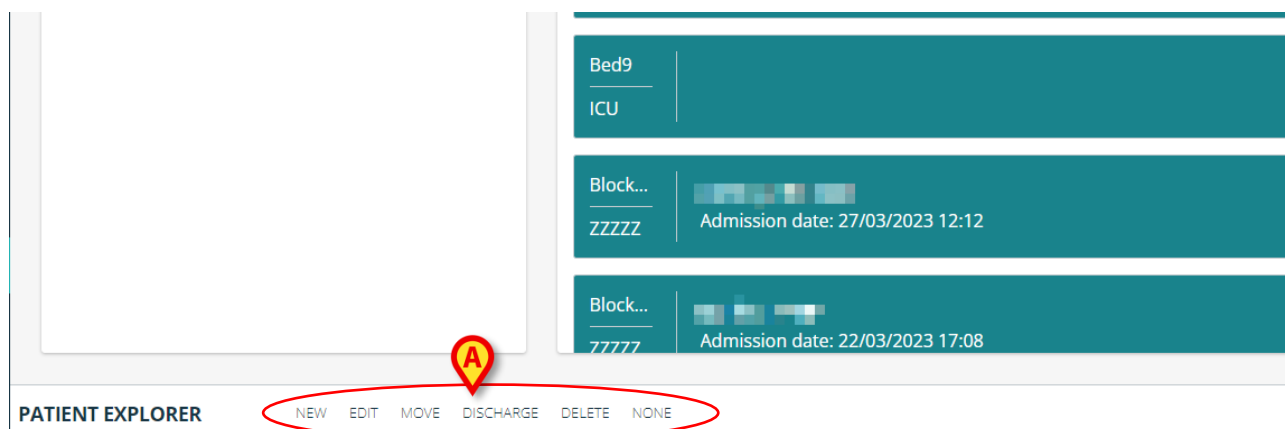 Bed9
ICU
Block...
ZZZZZ
Admission date: 27/03/2023 12:12
Block...
ZZZZZ
Admission date: 22/03/2023 17:08
A
PATIENT EXPLORER NEW EDIT MOVE DISCHARGE DELETE NONE